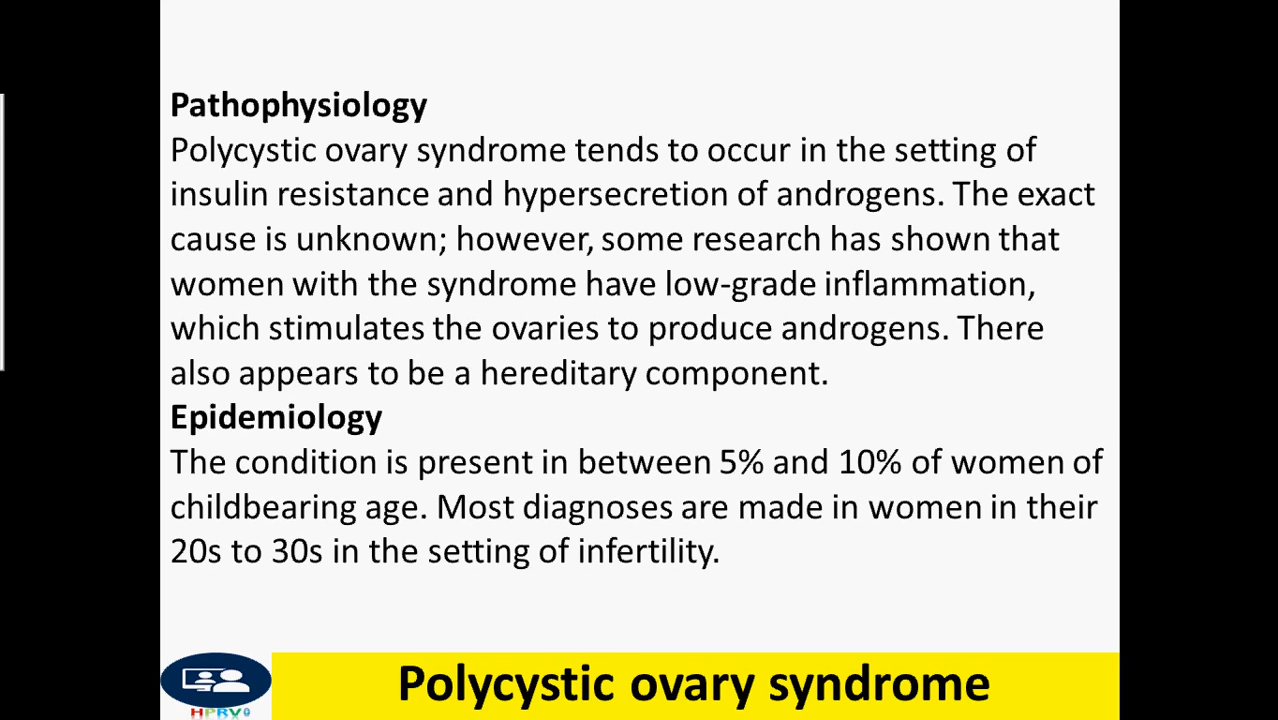 Pathophysiology
Polycystic ovary syndrome tends to occur in the setting of
insulin resistance and hypersecretion of androgens. The exact
cause is unknown; however, some research has shown that
women with the syndrome have low-grade inflammation,
which stimulates the ovaries to produce androgens. There
also appears to be a hereditary component.
Epidemiology
The condition is present in between 5% and 10% of women of
childbearing age. Most diagnoses are made in women in their
20s to 30s in the setting of infertility.
Polycystic ovary syndrome